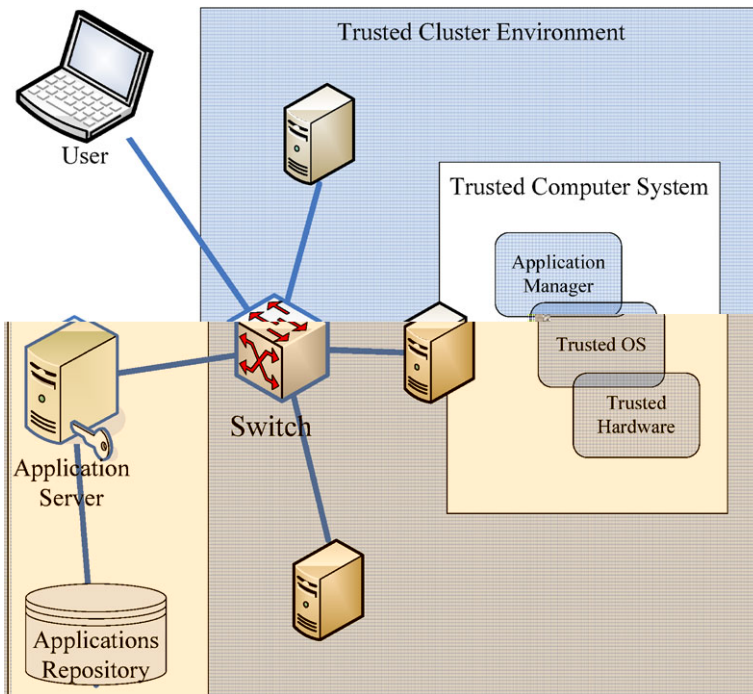 Trusted Cluster Environment
User
Trusted Computer System
Application
Manager
Trusted OS
Trusted
Hardware
Switch
Application
Server
Applications
Repository